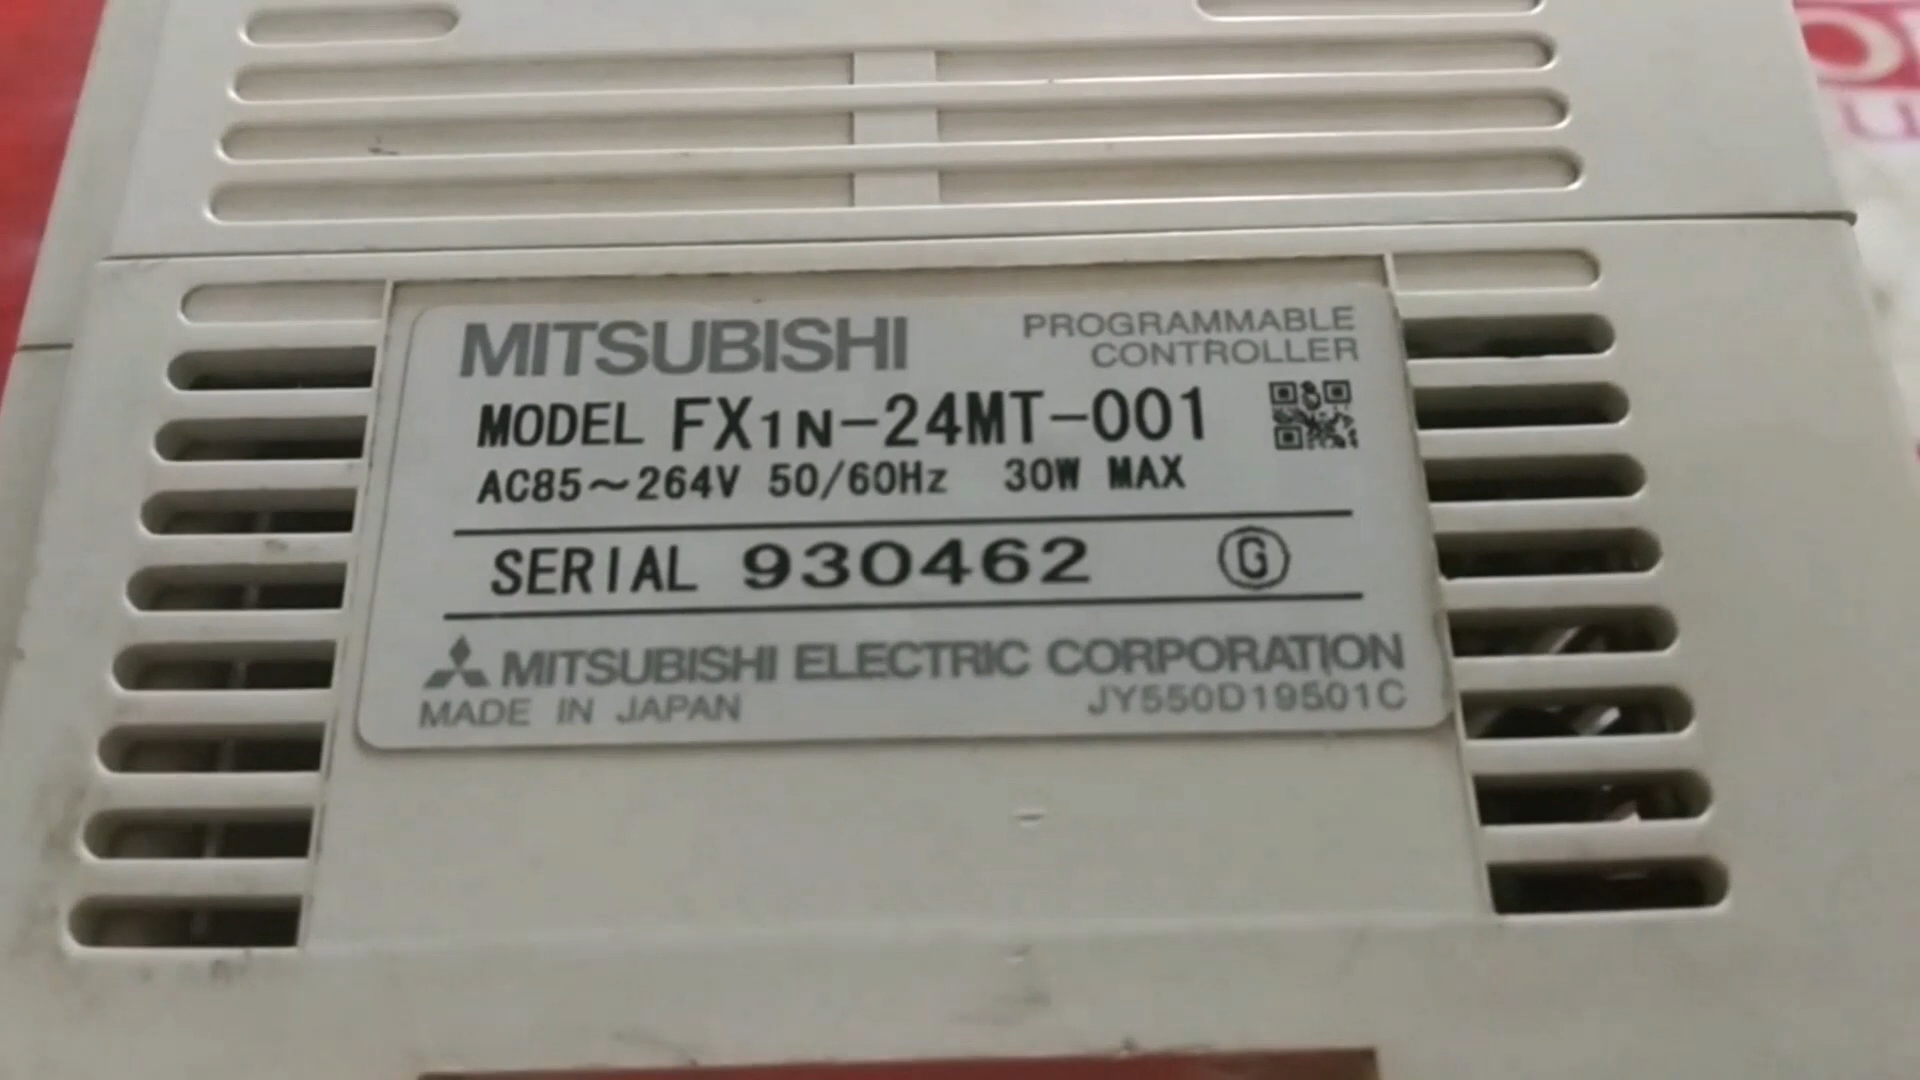 MITSUBISHI
PROGRAMMABLE
CONTROLLER
MODEL FX1N-24MT-001
AC85~264V 50/60Hz 30W MAX
SERIAL 930462 G
MITSUBISHI ELECTRIC CORPORATION
MADE IN JAPAN JY550D19501C